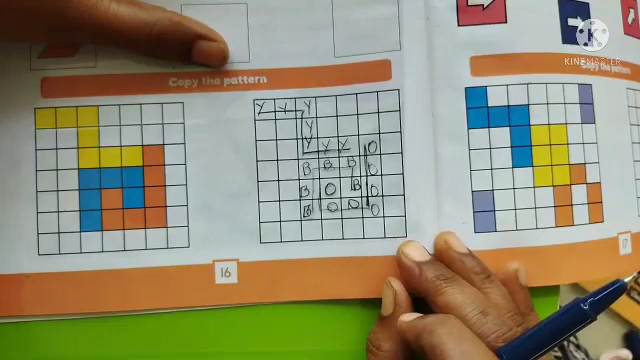 KINEMASTER
Copy the pattern
Copy the pattern
Y Y Y
Y
Y Y Y O
B B B O
B O B O
B O O O
16
17